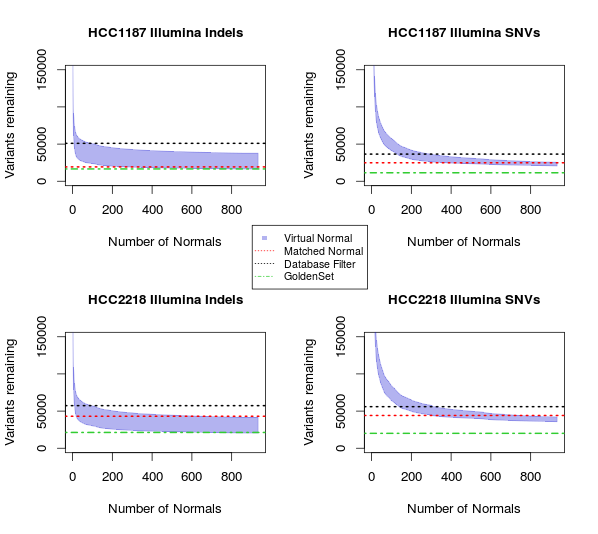 HCC1187 Illumina Indels
Variants remaining
0 50000 150000
0 200 400 600 800
Number of Normals
HCC1187 Illumina SNVs
Variants remaining
0 50000 150000
0 200 400 600 800
Number of Normals
Virtual Normal
Matched Normal
Database Filter
GoldenSet
HCC2218 Illumina Indels
Variants remaining
0 50000 150000
0 200 400 600 800
Number of Normals
HCC2218 Illumina SNVs
Variants remaining
0 50000 150000
0 200 400 600 800
Number of Normals